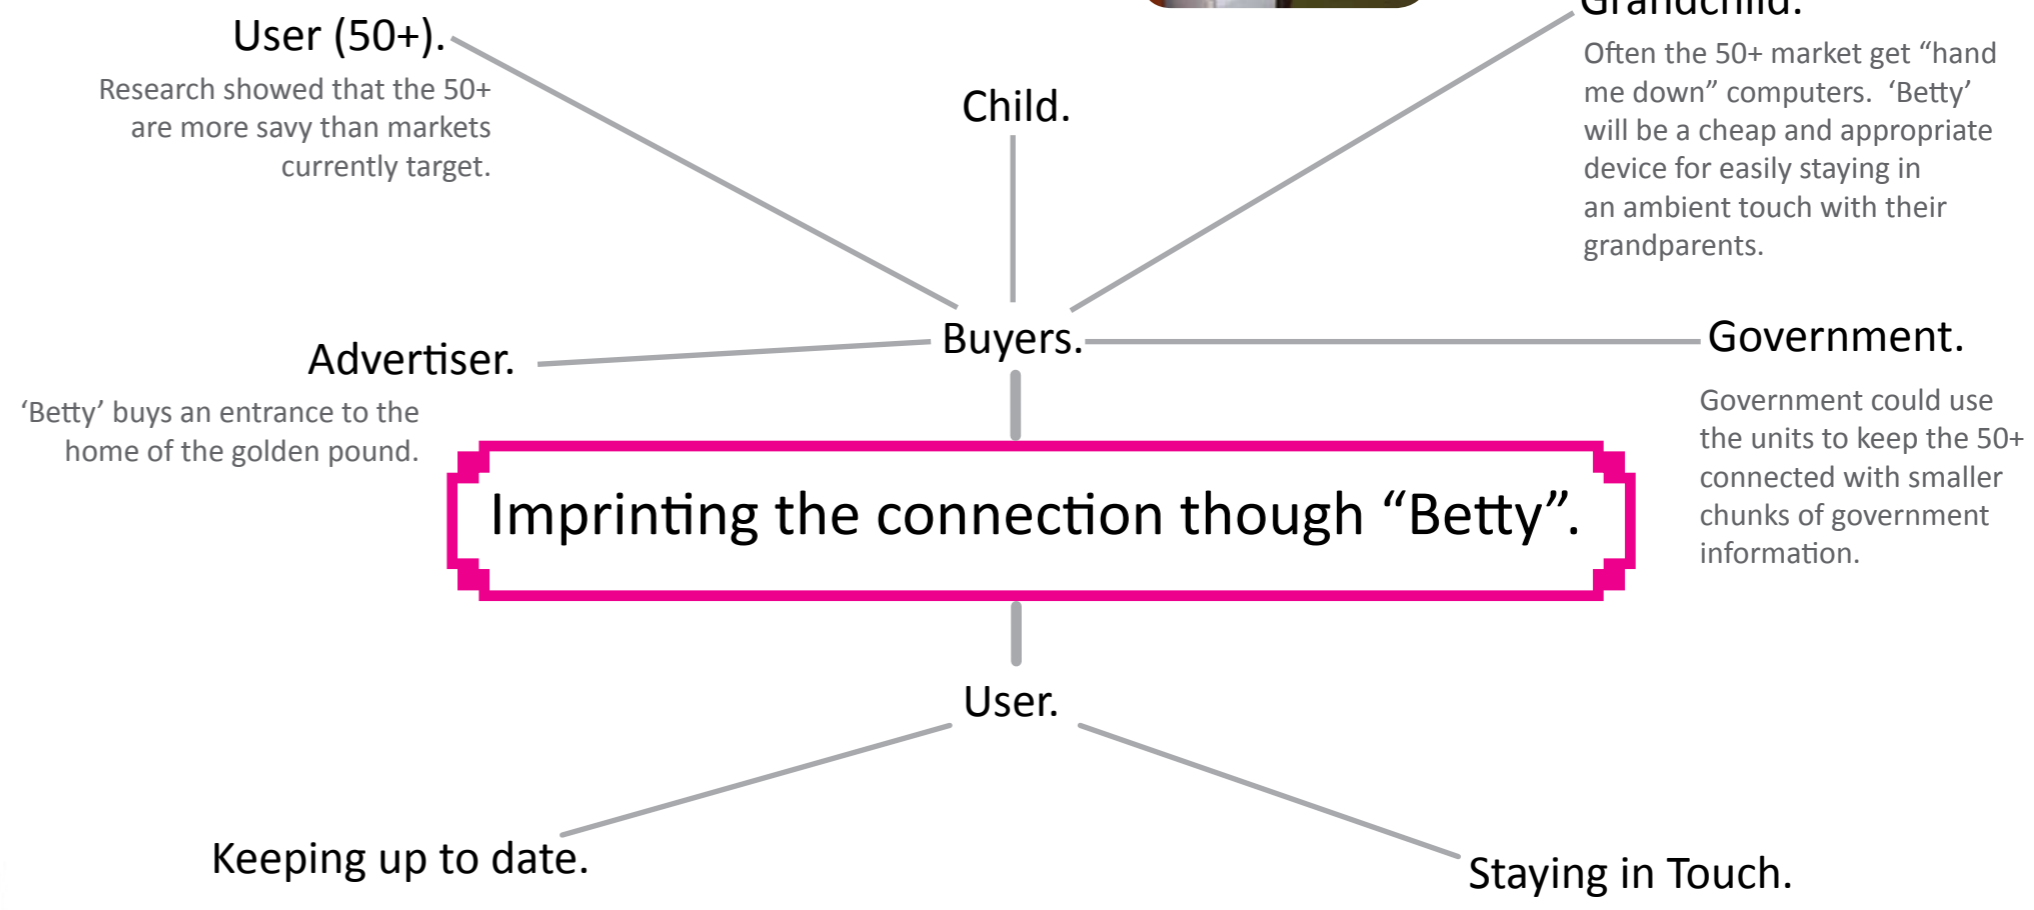 User (50+).
Research showed that the 50+
are more savy than markets
currently target.
Child.
Grandchild.
Often the 50+ market get “hand
me down” computers.  ‘Betty’
will be a cheap and appropriate
device for easily staying in
an ambient touch with their
grandparents.
Advertiser.
‘Betty’ buys an entrance to the
home of the golden pound.
Buyers.
Government.
Government could use
the units to keep the 50+
connected with smaller
chunks of government
information.
Imprinting the connection though “Betty”.
User.
Keeping up to date.
Staying in Touch.